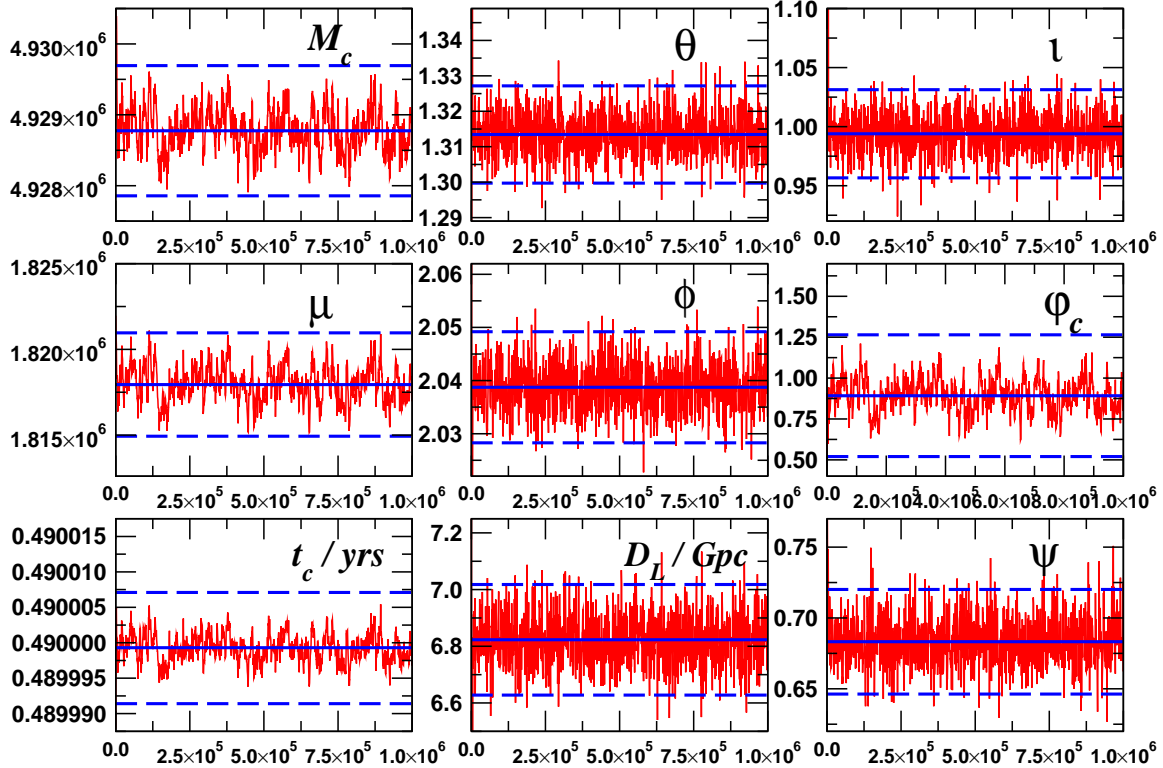 M_c
4.930×10⁶
4.929×10⁶
4.928×10⁶
0.0 2.5×10⁵ 5.0×10⁵ 7.5×10⁵ 1.0×10⁶
θ
1.34
1.33
1.32
1.31
1.30
1.29
0.0 2.5×10⁵ 5.0×10⁵ 7.5×10⁵ 1.0×10⁶
ι
1.10
1.05
1.00
0.95
0.0 2.5×10⁵ 5.0×10⁵ 7.5×10⁵ 1.0×10⁶
μ
1.825×10⁶
1.820×10⁶
1.815×10⁶
0.0 2.5×10⁵ 5.0×10⁵ 7.5×10⁵ 1.0×10⁶
ϕ
2.06
2.05
2.04
2.03
0.0 2.5×10⁵ 5.0×10⁵ 7.5×10⁵ 1.0×10⁶
φ_c
1.50
1.25
1.00
0.75
0.50
0.0 2.0×10⁵ 4.0×10⁵ 6.0×10⁵ 8.0×10⁵ 1.0×10⁶
t_c / yrs
0.490015
0.490010
0.490005
0.490000
0.489995
0.489990
0.0 2.5×10⁵ 5.0×10⁵ 7.5×10⁵ 1.0×10⁶
D_L / Gpc
7.2
7.0
6.8
6.6
0.0 2.5×10⁵ 5.0×10⁵ 7.5×10⁵ 1.0×10⁶
ψ
0.75
0.70
0.65
0.0 2.5×10⁵ 5.0×10⁵ 7.5×10⁵ 1.0×10⁶